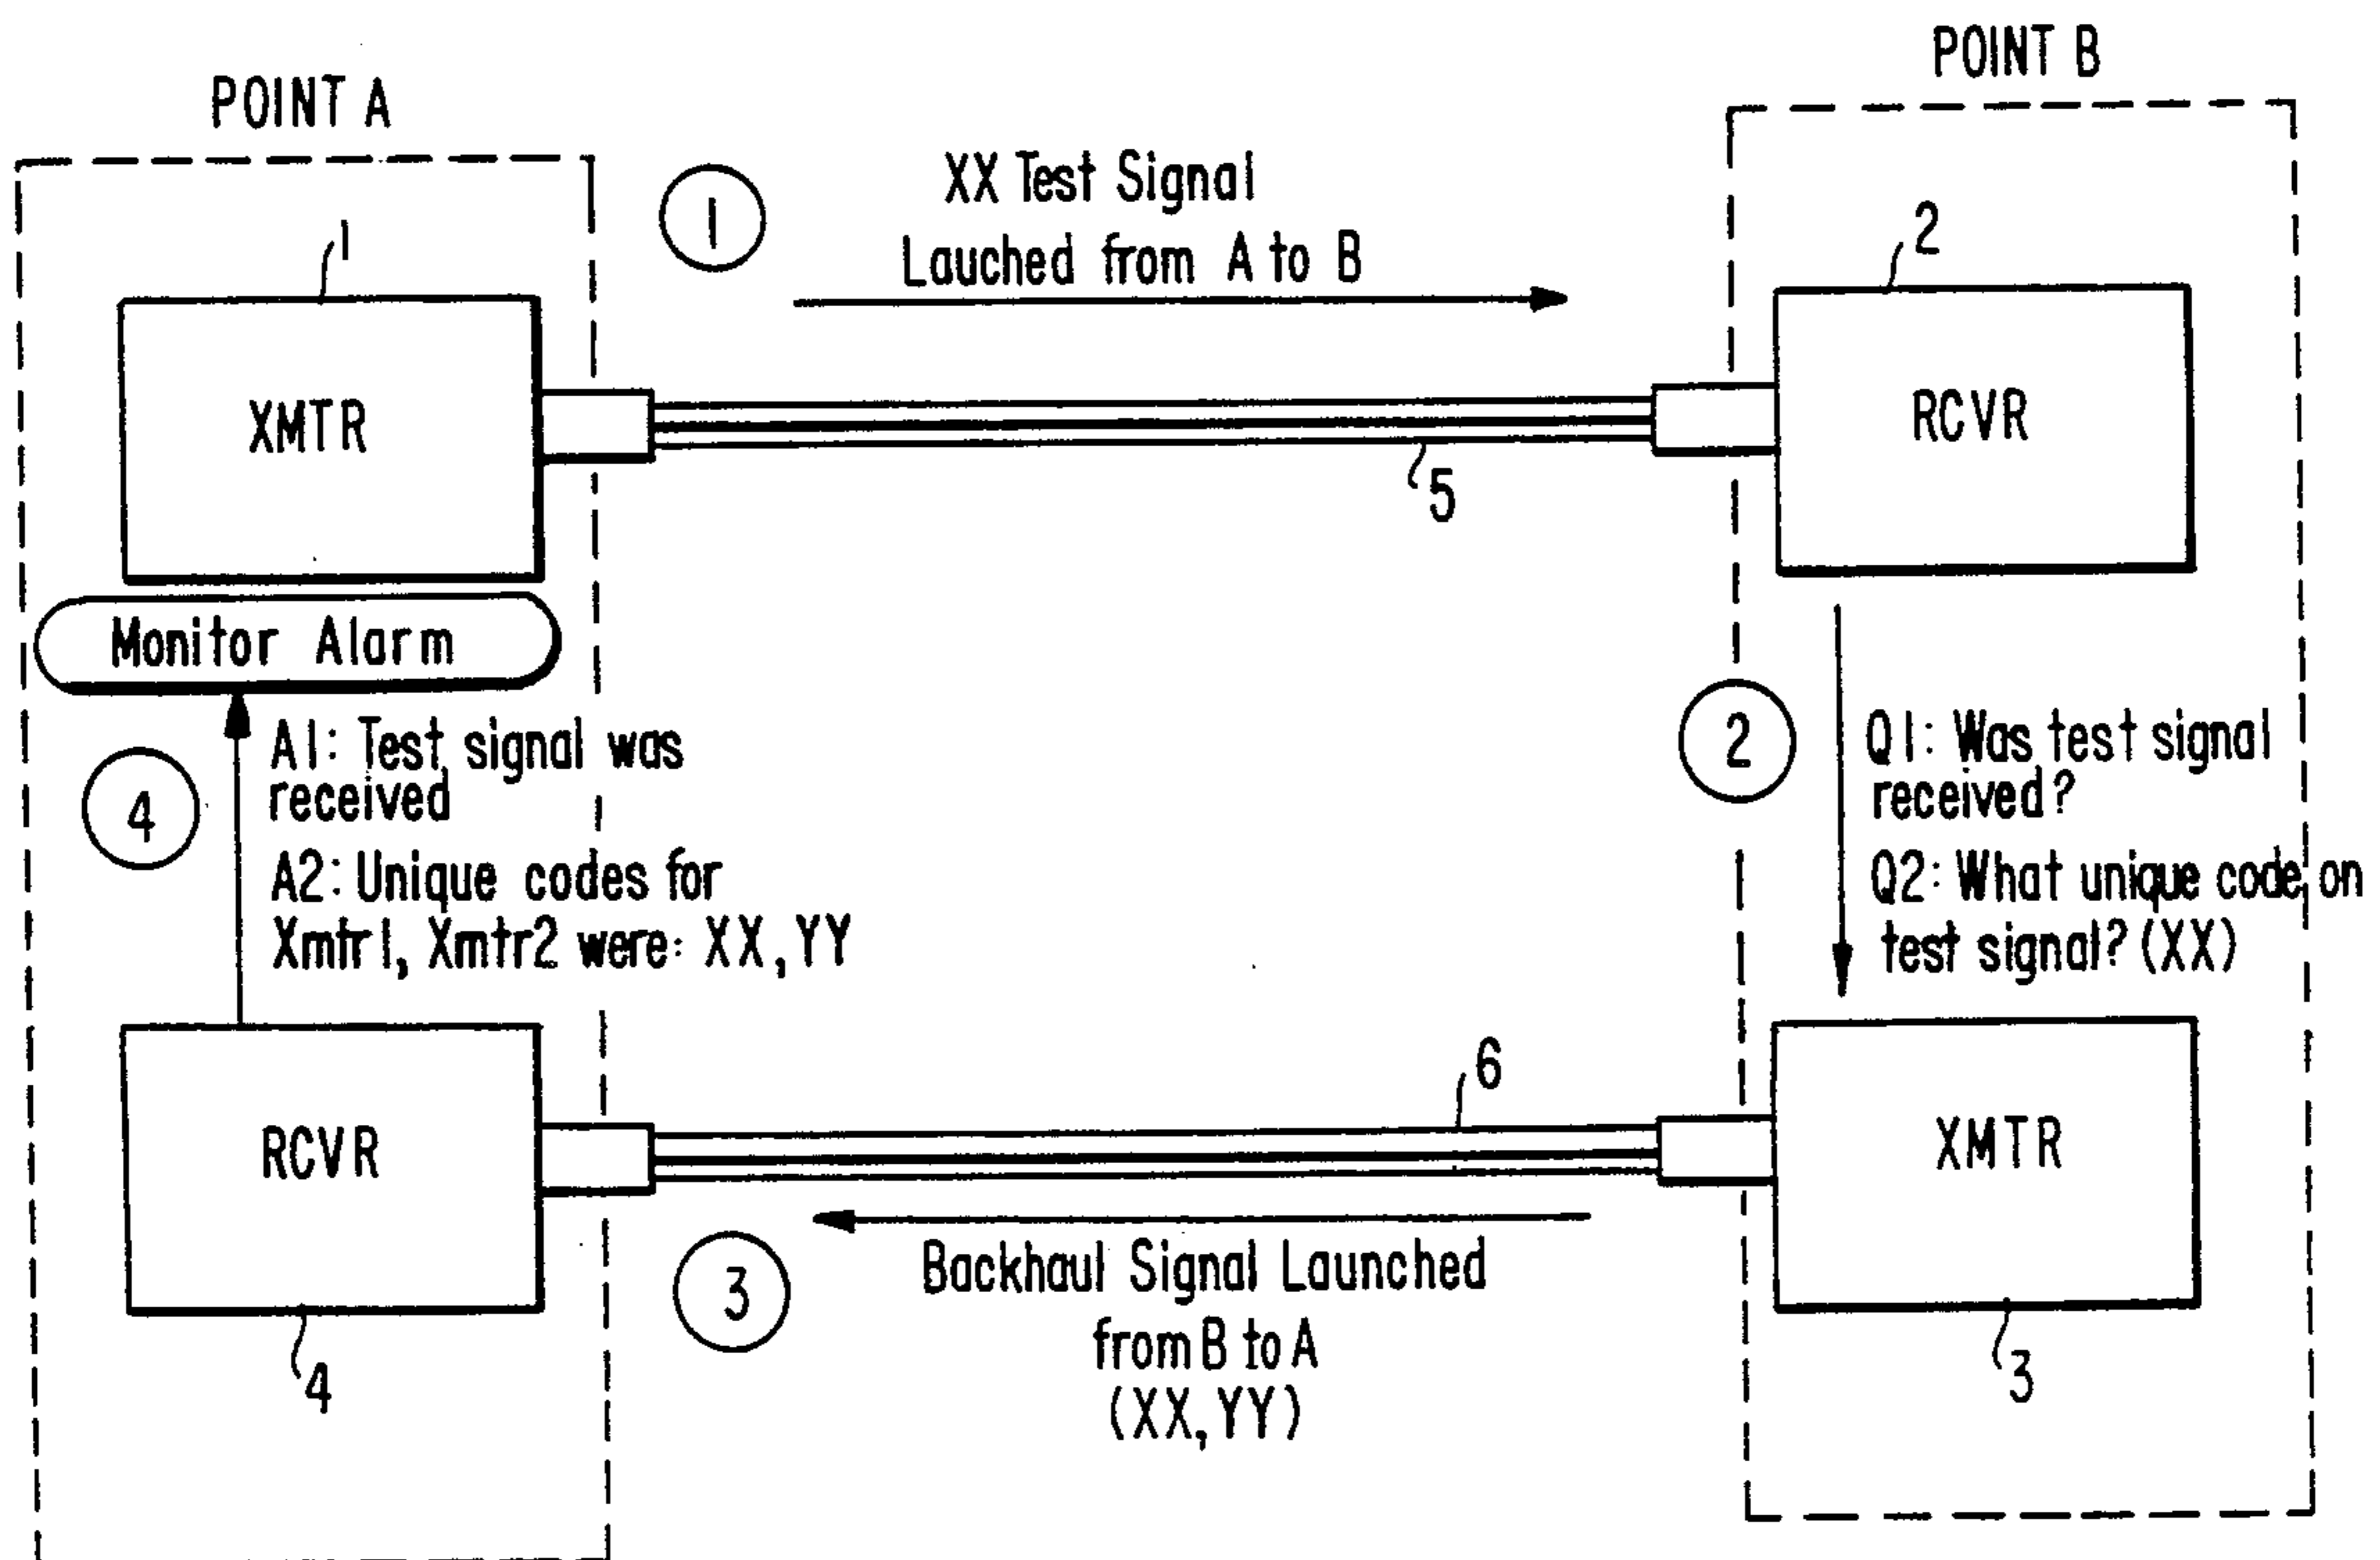 POINT A
POINT B
1
XX Test Signal
Lauched from A to B
1
2
XMTR
RCVR
5
Monitor Alarm
4
A1: Test signal was
received
A2: Unique codes for
Xmtr1, Xmtr2 were: XX, YY
2
Q1: Was test signal
received?
Q2: What unique code on
test signal? (XX)
6
RCVR
XMTR
3
Backhaul Signal Launched
from B to A
(XX, YY)
4
3